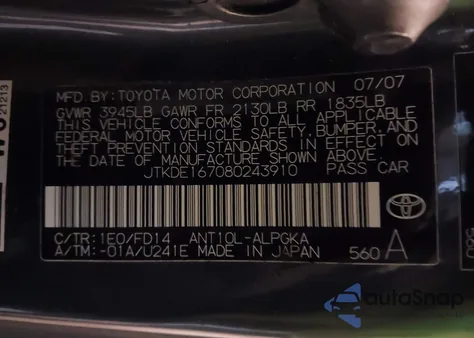 MFD.BY:TOYOTA MOTOR CORPORATION 07/07
GVWR 3945LB GAWR FR 2130LB RR 1835LB
THIS VEHICLE CONFORMS TO ALL APPLICABLE
FEDERAL MOTOR VEHICLE SAFETY,BUMPER,AND
THEFT PREVENTION STANDARDS IN EFFECT ON
THE DATE OF MANUFACTURE SHOWN ABOVE.
JTKDE167080243910 PASS CAR
C/TR:1E0/FD14 ANT10L-ALPGKA
A/TM:-01A/U241E MADE IN JAPAN 560 A
21213
autoSnap